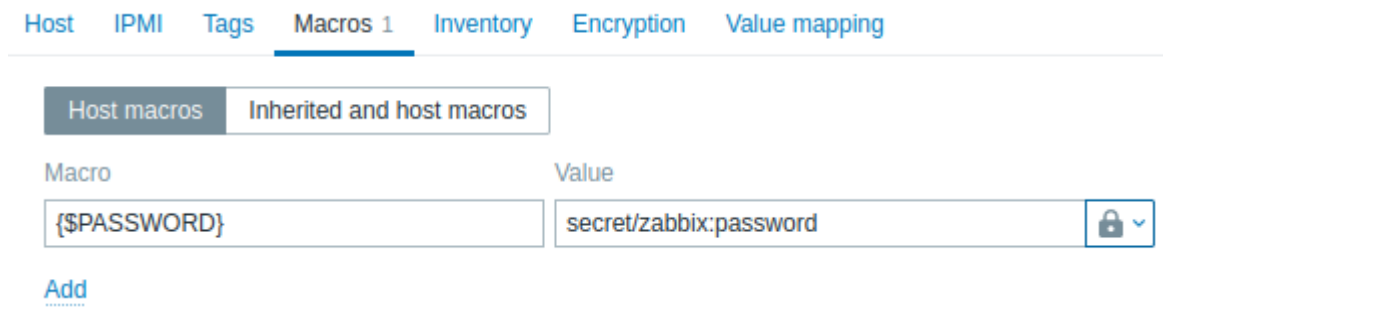 Host IPMI Tags Macros 1 Inventory Encryption Value mapping
Host macros Inherited and host macros
Macro Value
{$PASSWORD} secret/zabbix:password
Add